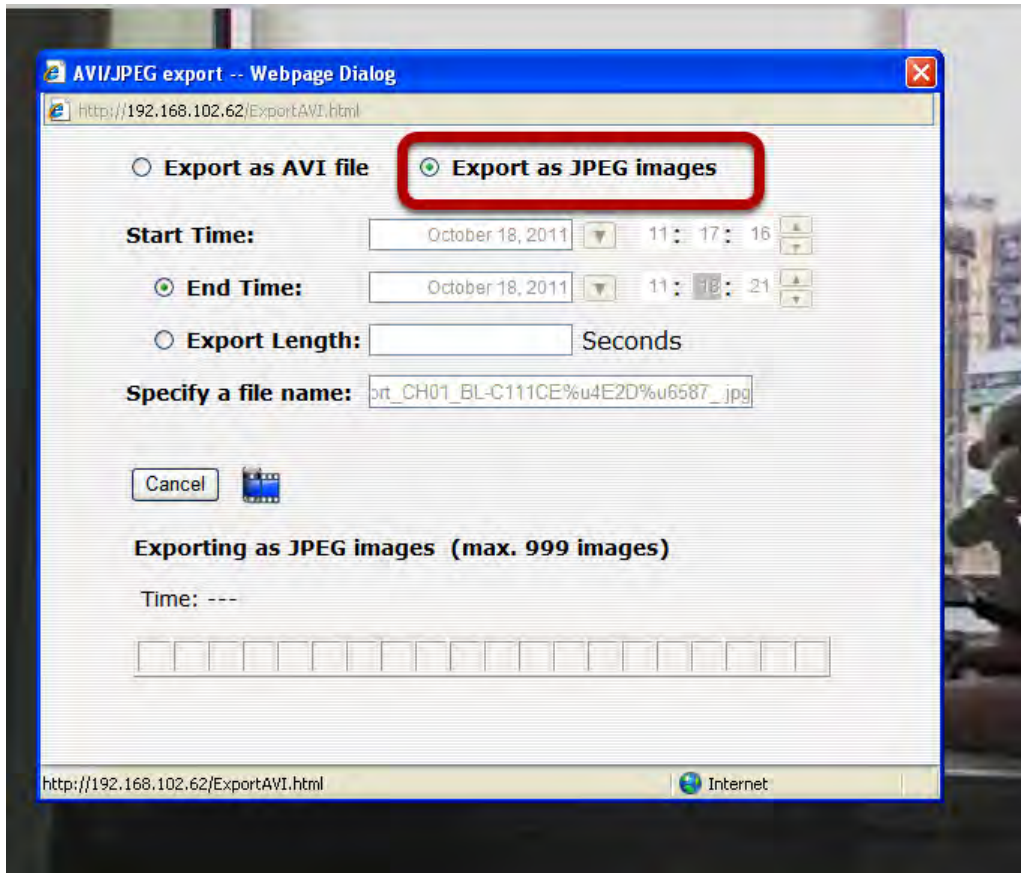 AVI/JPEG export -- Webpage Dialog
http://192.168.102.62/ExportAVI.html
Export as AVI file Export as JPEG images
Start Time: October 18, 2011 11: 17: 16
End Time: October 18, 2011 11: 18: 21
Export Length: Seconds
Specify a file name: ort_CH01_BL-C111CE%u4E2D%u6587_ jpg
Cancel
Exporting as JPEG images (max. 999 images)
Time: ---
http://192.168.102.62/ExportAVI.html Internet